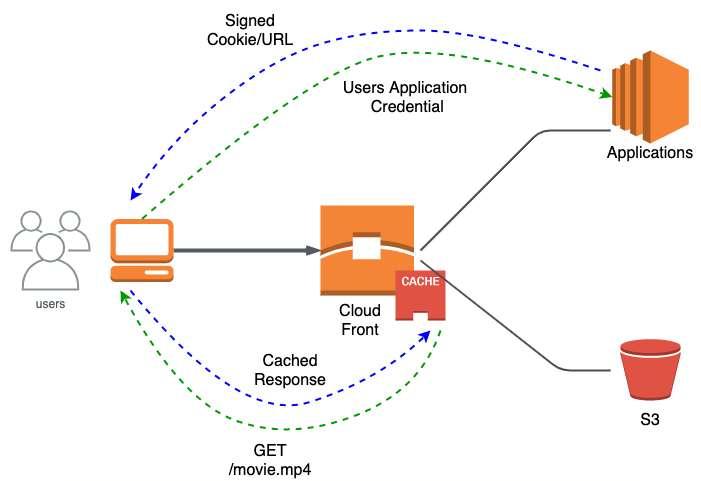 Signed
Cookie/URL
Users Application
Credential
Applications
users
CACHE
Cloud
Front
Cached
Response
S3
GET
/movie.mp4